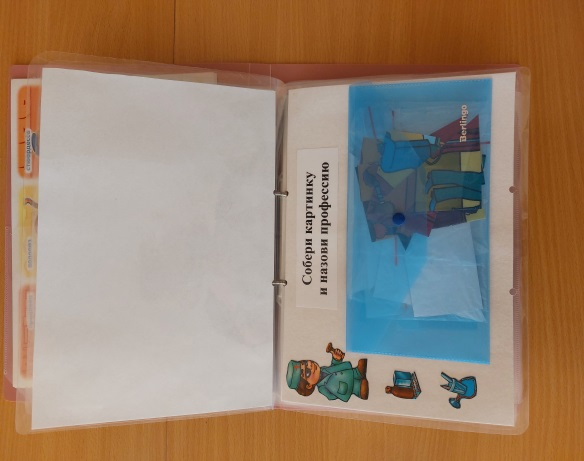 Собери картинку
и назови профессию
Berlingo